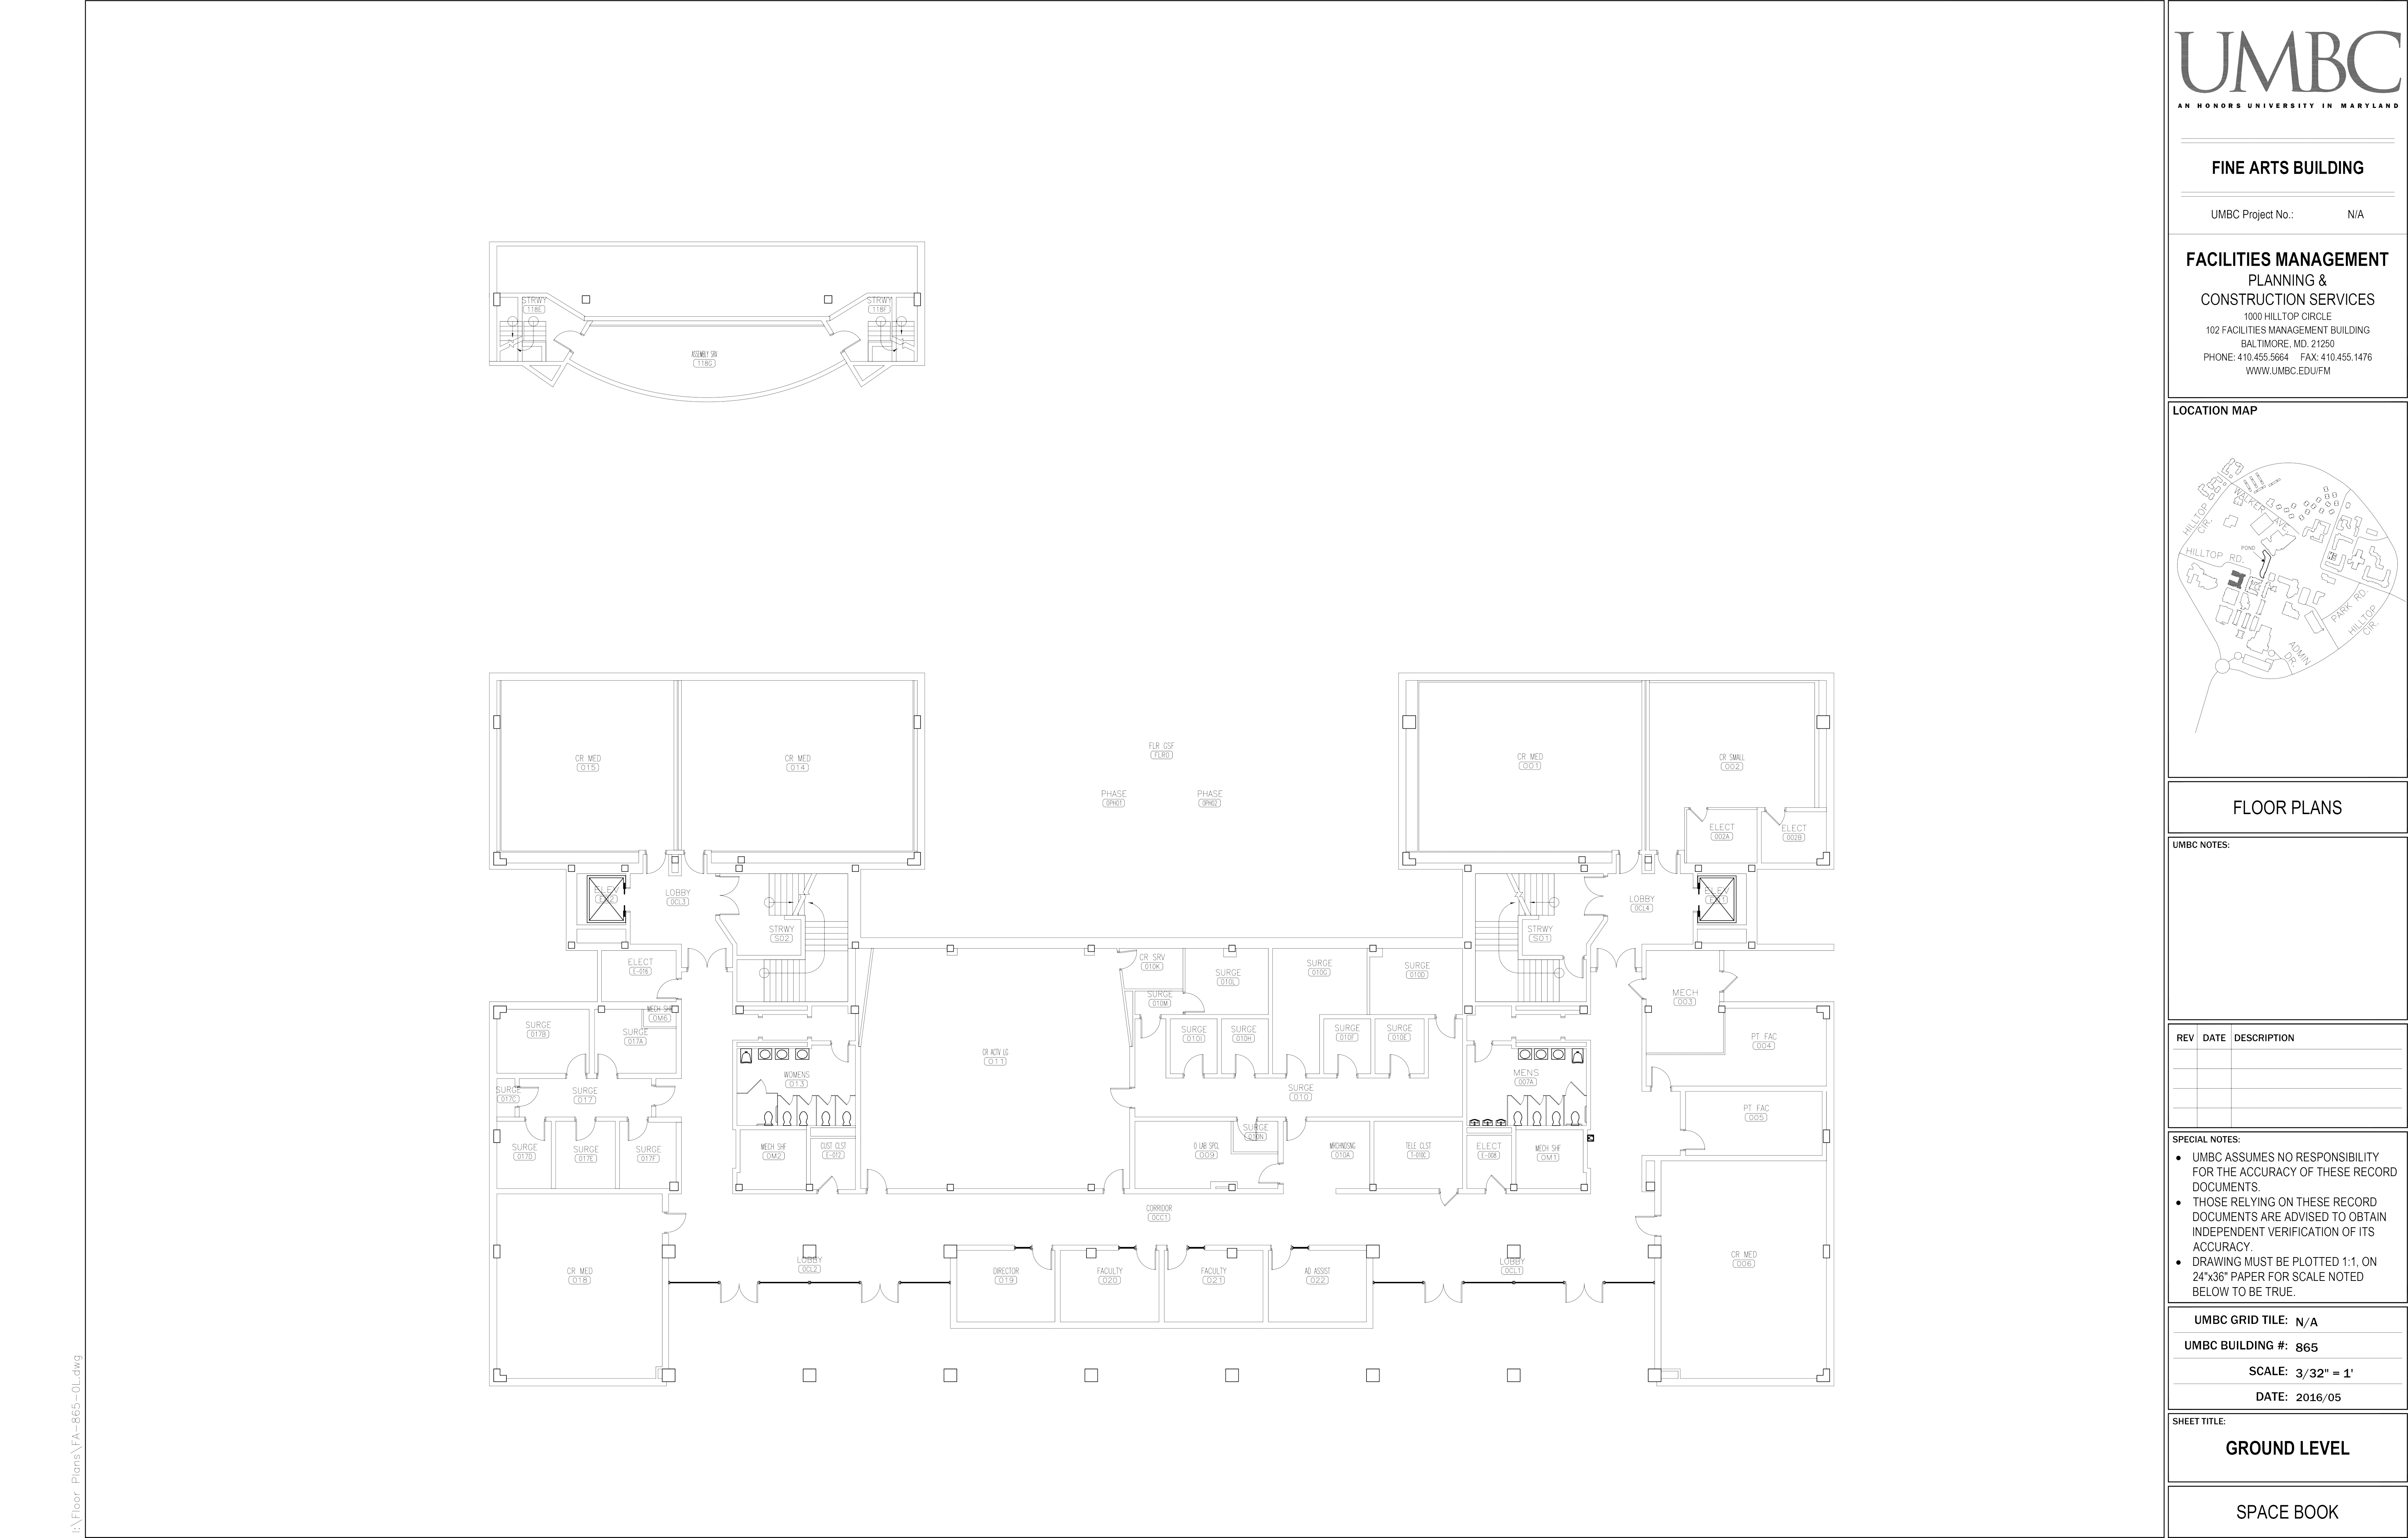 STRWY
118E
STRWY
118F
ASSEMBLY SRV
118G
FLR GSF
FLR0
PHASE
0PH01
PHASE
0PH02
CR MED
015
CR MED
014
CR MED
001
CR SMALL
002
ELECT
002A
ELECT
002B
ELEV
LOBBY
0CL3
STRWY
S02
STRWY
S01
LOBBY
0CL4
ELEV
ELECT
E-016
MECH SHF
0M6
SURGE
017B
SURGE
017A
SURGE
017C
SURGE
017
SURGE
017D
SURGE
017E
SURGE
017F
WOMENS
013
MECH SHF
0M2
CUST CLST
E-012
CR ACTV LG
011
CR SRV
010K
SURGE
010L
SURGE
010M
SURGE
010G
SURGE
010D
SURGE
010I
SURGE
010H
SURGE
010F
SURGE
010E
SURGE
010
SURGE
010N
O LAB SPCL
009
MRCHNDSNG
010A
TELE CLST
T-010C
MENS
007A
ELECT
E-008
MECH SHF
0M1
MECH
003
PT FAC
004
PT FAC
005
CR MED
006
CORRIDOR
0CC1
LOBBY
0CL2
LOBBY
0CL1
CR MED
018
DIRECTOR
019
FACULTY
020
FACULTY
021
AD ASSIST
022
I:\Floor Plans\FA-865-0L.dwg
UMBC
AN HONORS UNIVERSITY IN MARYLAND
FINE ARTS BUILDING
UMBC Project No.: N/A
FACILITIES MANAGEMENT
PLANNING &
CONSTRUCTION SERVICES
1000 HILLTOP CIRCLE
102 FACILITIES MANAGEMENT BUILDING
BALTIMORE, MD. 21250
PHONE: 410.455.5664 FAX: 410.455.1476
WWW.UMBC.EDU/FM
LOCATION MAP
HILLTOP
CIR.
WALKER AVE.
HILLTOP RD.
POND
PARK RD.
HILLTOP
CIR.
ADMIN
DR.
FLOOR PLANS
UMBC NOTES:
REV DATE DESCRIPTION
SPECIAL NOTES:
● UMBC ASSUMES NO RESPONSIBILITY
FOR THE ACCURACY OF THESE RECORD
DOCUMENTS.
● THOSE RELYING ON THESE RECORD
DOCUMENTS ARE ADVISED TO OBTAIN
INDEPENDENT VERIFICATION OF ITS
ACCURACY.
● DRAWING MUST BE PLOTTED 1:1, ON
24"x36" PAPER FOR SCALE NOTED
BELOW TO BE TRUE.
UMBC GRID TILE: N/A
UMBC BUILDING #: 865
SCALE: 3/32" = 1'
DATE: 2016/05
SHEET TITLE:
GROUND LEVEL
SPACE BOOK